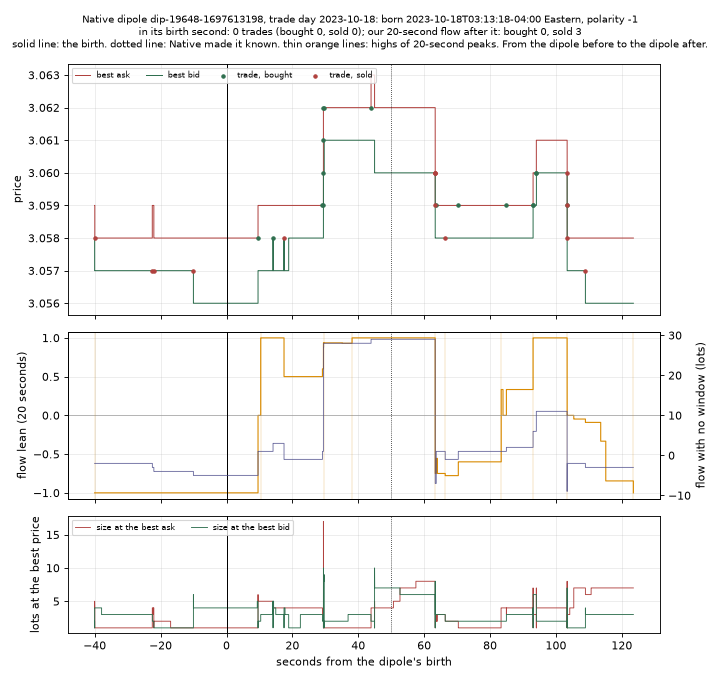 Native dipole dip-19648-1697613198, trade day 2023-10-18: born 2023-10-18T03:13:18-04:00 Eastern, polarity -1
in its birth second: 0 trades (bought 0, sold 0); our 20-second flow after it: bought 0, sold 3
solid line: the birth. dotted line: Native made it known. thin orange lines: highs of 20-second peaks. From the dipole before to the dipole after.
best ask
best bid
trade, bought
trade, sold
3.063
3.062
3.061
3.060
3.059
3.058
3.057
3.056
price
1.0
0.5
0.0
−0.5
−1.0
flow lean (20 seconds)
30
20
10
0
−10
flow with no window (lots)
size at the best ask
size at the best bid
15
10
5
lots at the best price
−40
−20
0
20
40
60
80
100
120
seconds from the dipole's birth